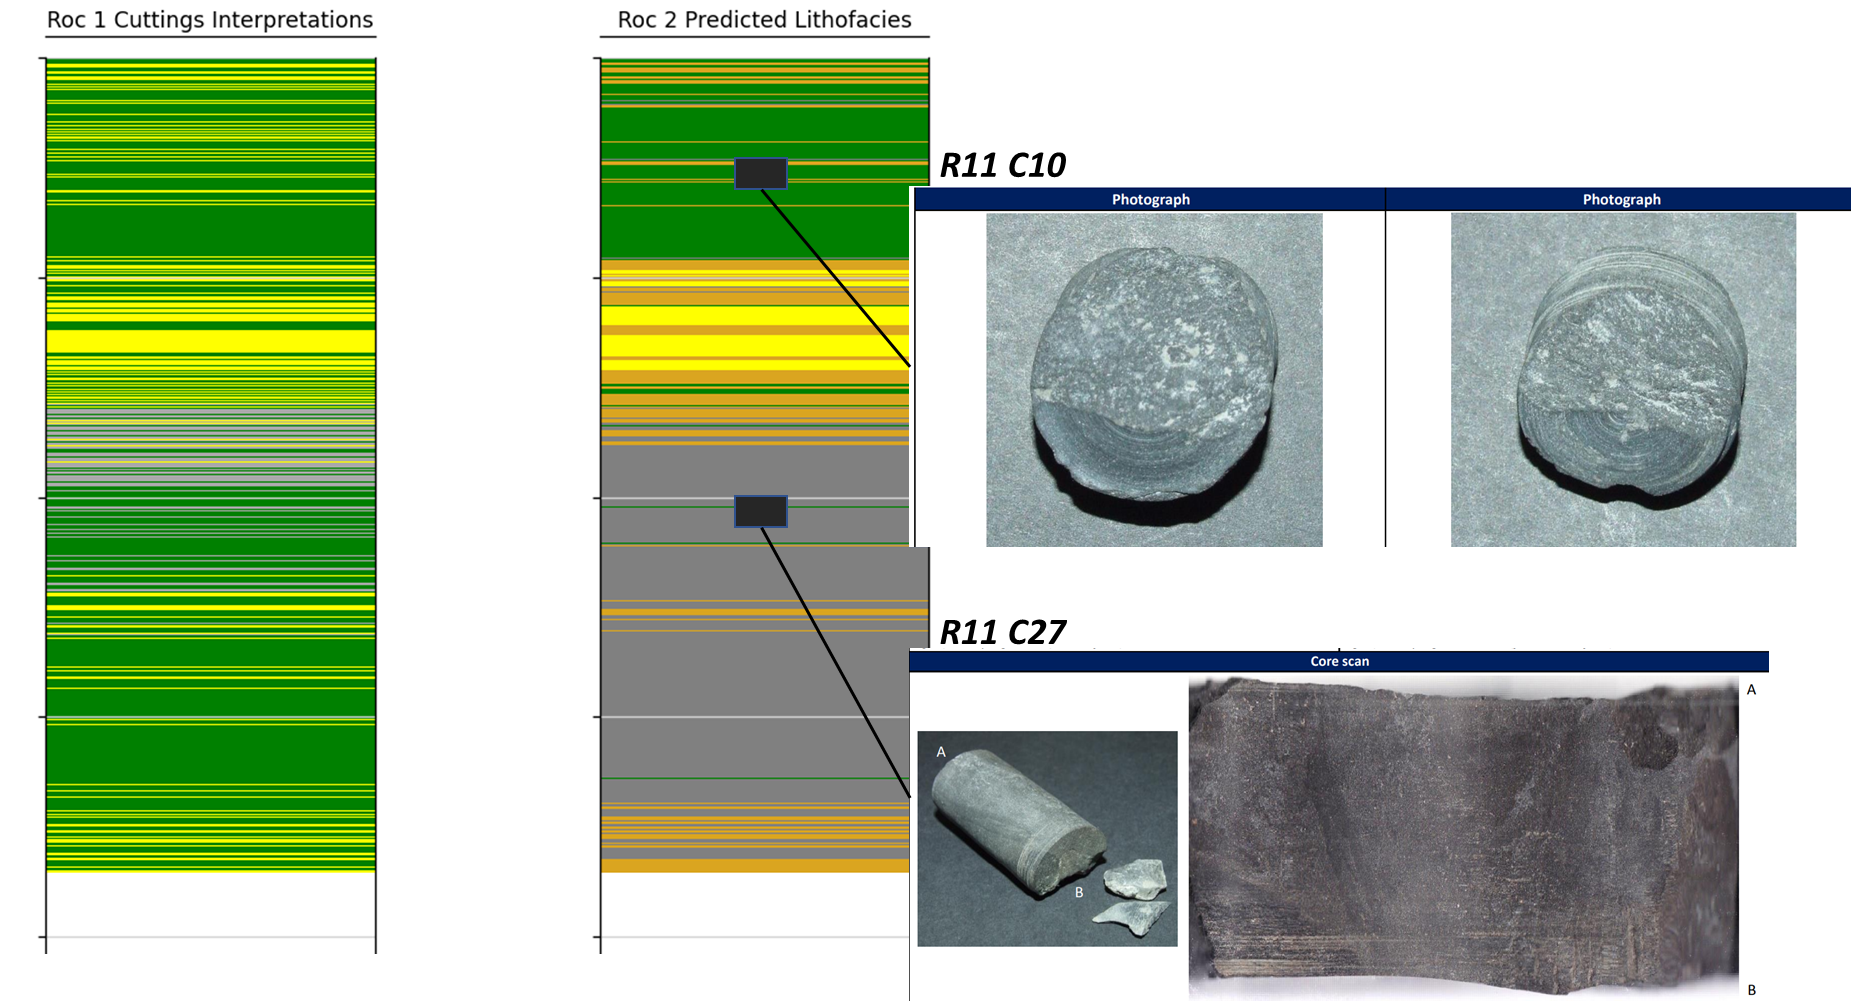 Roc 1 Cuttings Interpretations
Roc 2 Predicted Lithofacies
R11 C10
Photograph
Photograph
R11 C27
Core scan
A
A
B
B